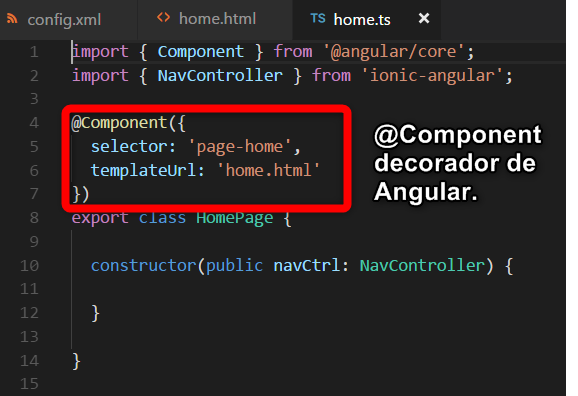 config.xml
home.html
TS home.ts ×
1 import { Component } from '@angular/core';
2 import { NavController } from 'ionic-angular';
3
4 @Component({
5 selector: 'page-home',
6 templateUrl: 'home.html'
7 })
8 export class HomePage {
9
10 constructor(public navCtrl: NavController) {
11
12 }
13
14 }
15
@Component
decorador de
Angular.